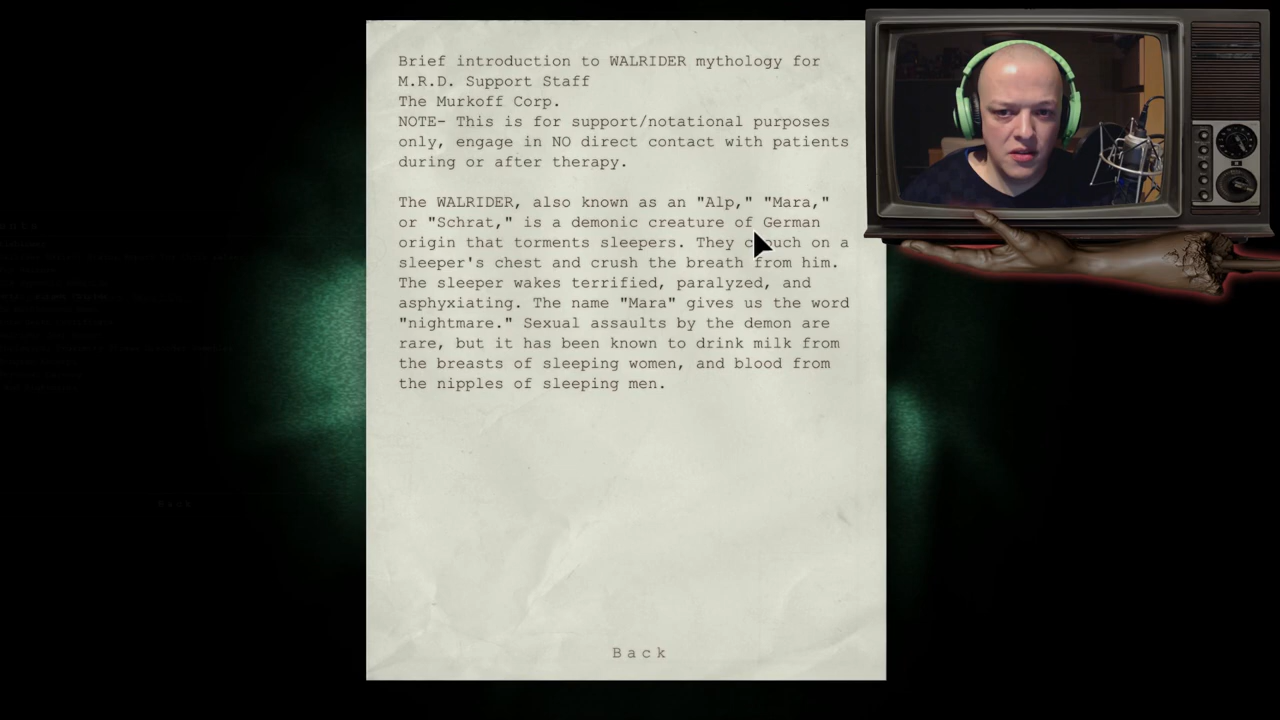 Brief introduction to WALRIDER mythology for
M.R.D. Support Staff
The Murkoff Corp.
NOTE- This is for support/notational purposes
only, engage in NO direct contact with patients
during or after therapy.
The WALRIDER, also known as an "Alp," "Mara,"
or "Schrat," is a demonic creature of German
origin that torments sleepers. They crouch on a
sleeper's chest and crush the breath from him.
The sleeper wakes terrified, paralyzed, and
asphyxiating. The name "Mara" gives us the word
"nightmare." Sexual assaults by the demon are
rare, but it has been known to drink milk from
the breasts of sleeping women, and blood from
the nipples of sleeping men.
Back